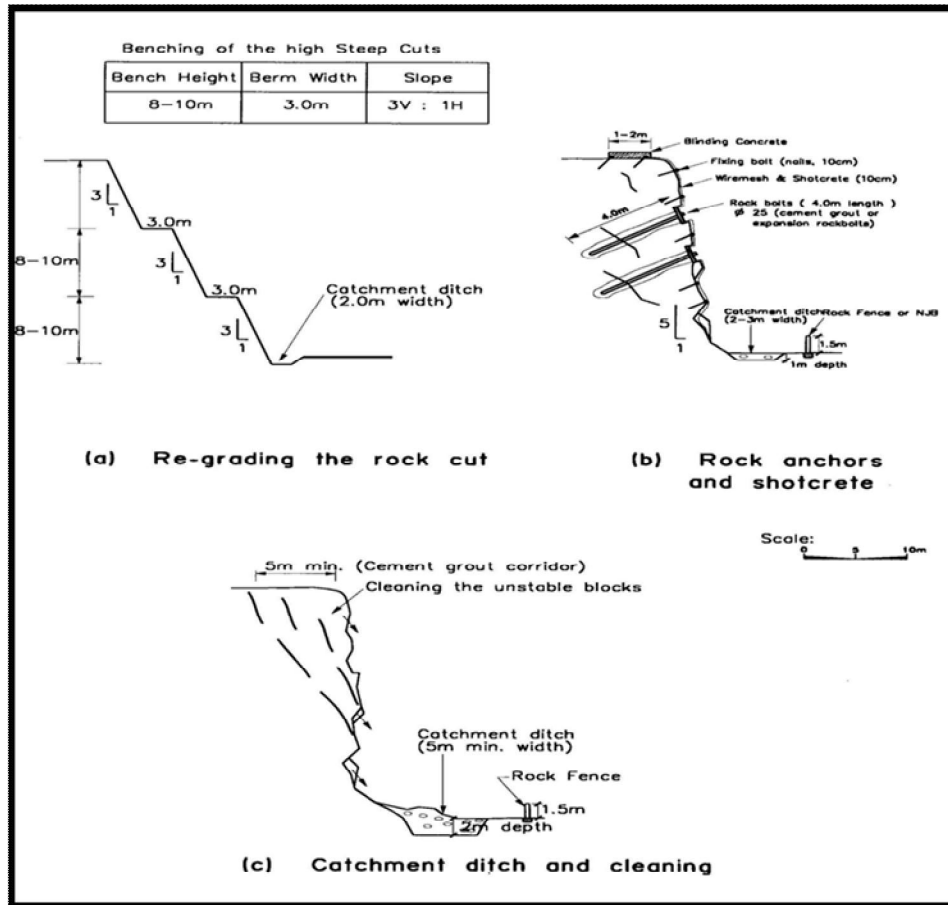 Benching of the high Steep Cuts
Bench Height Berm Width Slope
8-10m 3.0m 3V : 1H
3
1
3.0m
8-10m
3
1
3.0m
8-10m
3
1
Catchment ditch
(2.0m width)
(a) Re-grading the rock cut
1-2m
Blinding Concrete
Fixing bolt (nails, 10cm)
Wiremesh & Shotcrete (10cm)
Rock bolts ( 4.0m length )
Ø 25 (cement grout or
expansion rockbolts)
4.0m
5
1
Catchment ditch
(2-3m width)
Rock Fence or NJB
1.5m
1m depth
(b) Rock anchors
and shotcrete
Scale:
0 5 10m
5m min. (Cement grout corridor)
Cleaning the unstable blocks
Catchment ditch
(5m min. width)
Rock Fence
1.5m
2m depth
(c) Catchment ditch and cleaning